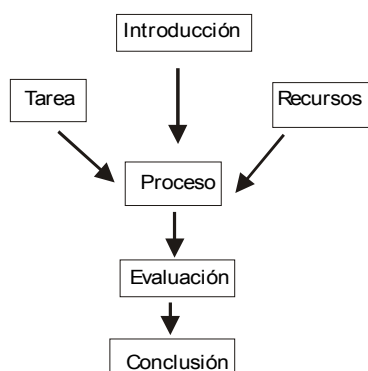 Introducción
Tarea
Recursos
Proceso
Evaluación
Conclusión